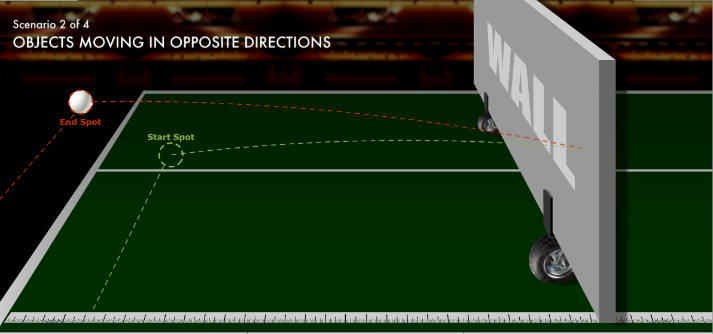 Scenario 2 of 4
OBJECTS MOVING IN OPPOSITE DIRECTIONS
WALL
End Spot
Start Spot